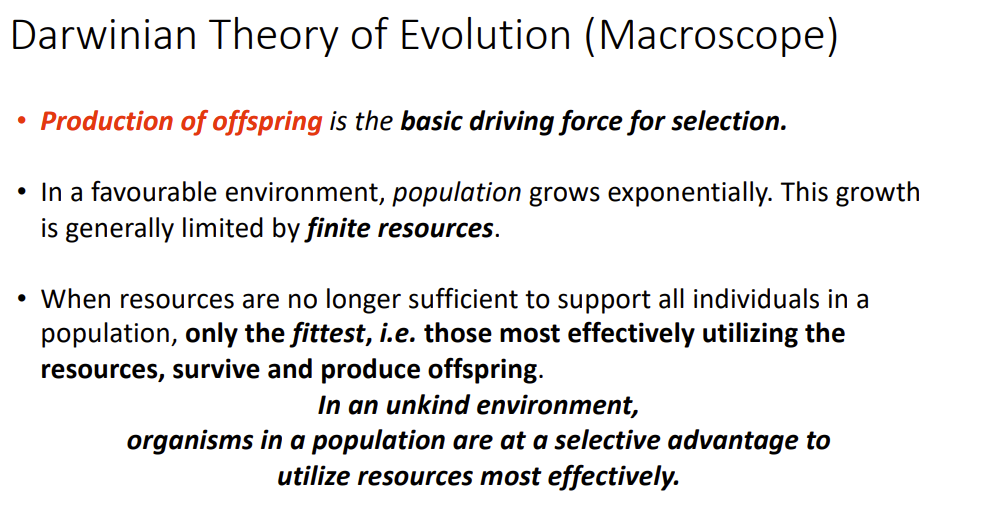 Darwinian Theory of Evolution (Macroscope)
• Production of offspring is the basic driving force for selection.
• In a favourable environment, population grows exponentially. This growth
is generally limited by finite resources.
• When resources are no longer sufficient to support all individuals in a
population, only the fittest, i.e. those most effectively utilizing the
resources, survive and produce offspring.
In an unkind environment,
organisms in a population are at a selective advantage to
utilize resources most effectively.